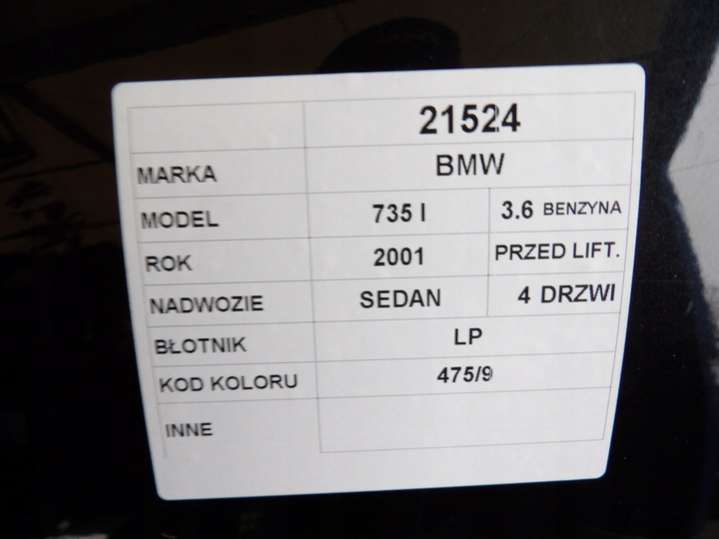 21524
MARKA BMW
MODEL 735 I 3.6 BENZYNA
ROK 2001 PRZED LIFT.
NADWOZIE SEDAN 4 DRZWI
BŁOTNIK LP
KOD KOLORU 475/9
INNE